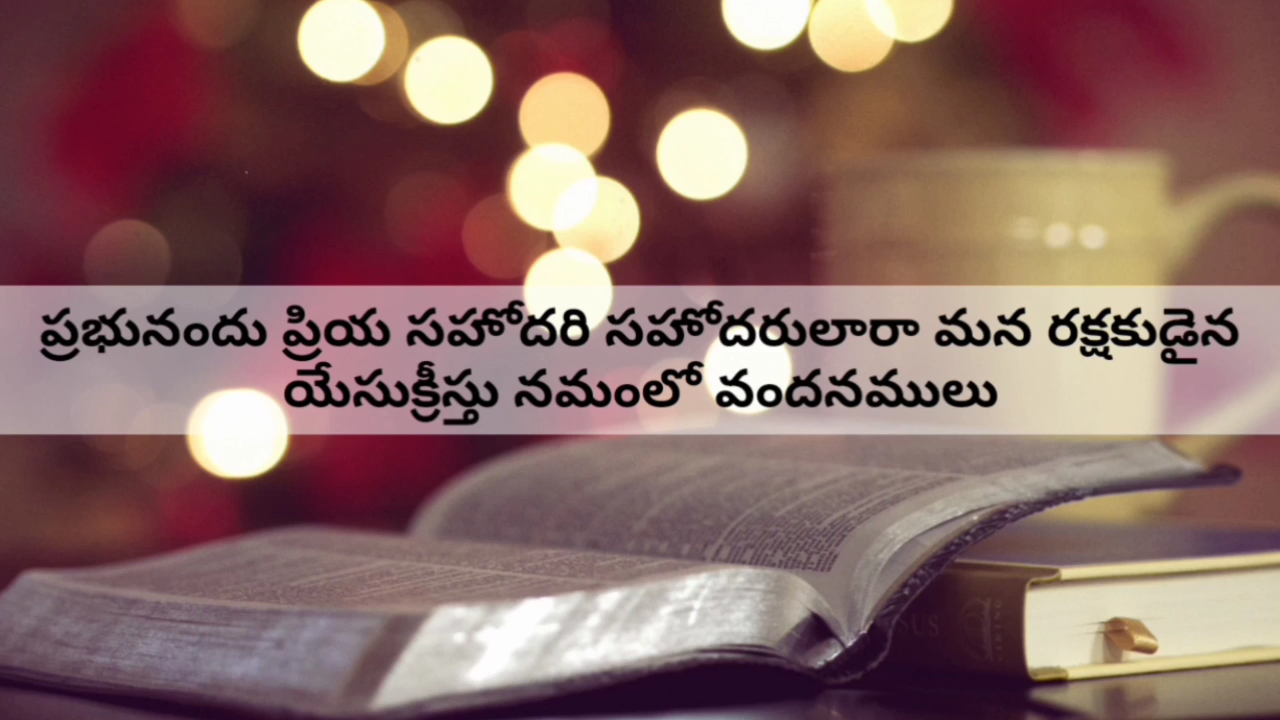 ప్రభునందు ప్రియ సహోదరి సహోదరులారా మన రక్షకుడైన
యేసుక్రీస్తు నమంలో వందనములు